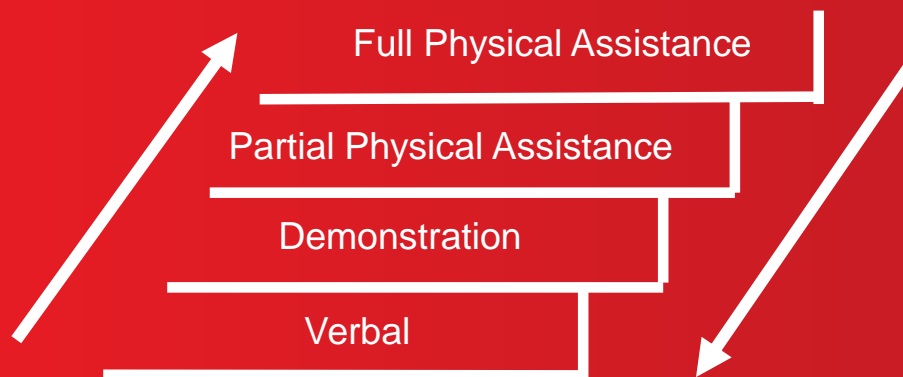 Full Physical Assistance
Partial Physical Assistance
Demonstration
Verbal